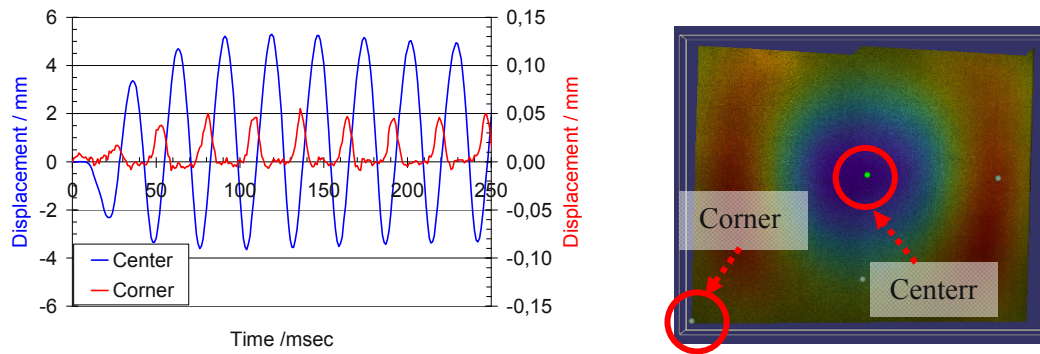 6
4
2
0
-2
-4
-6
Displacement / mm
0
50
100
150
200
250
0,15
0,10
0,05
0,00
-0,05
-0,10
-0,15
Displacement / mm
Center
Corner
Time /msec
Corner
Centerr